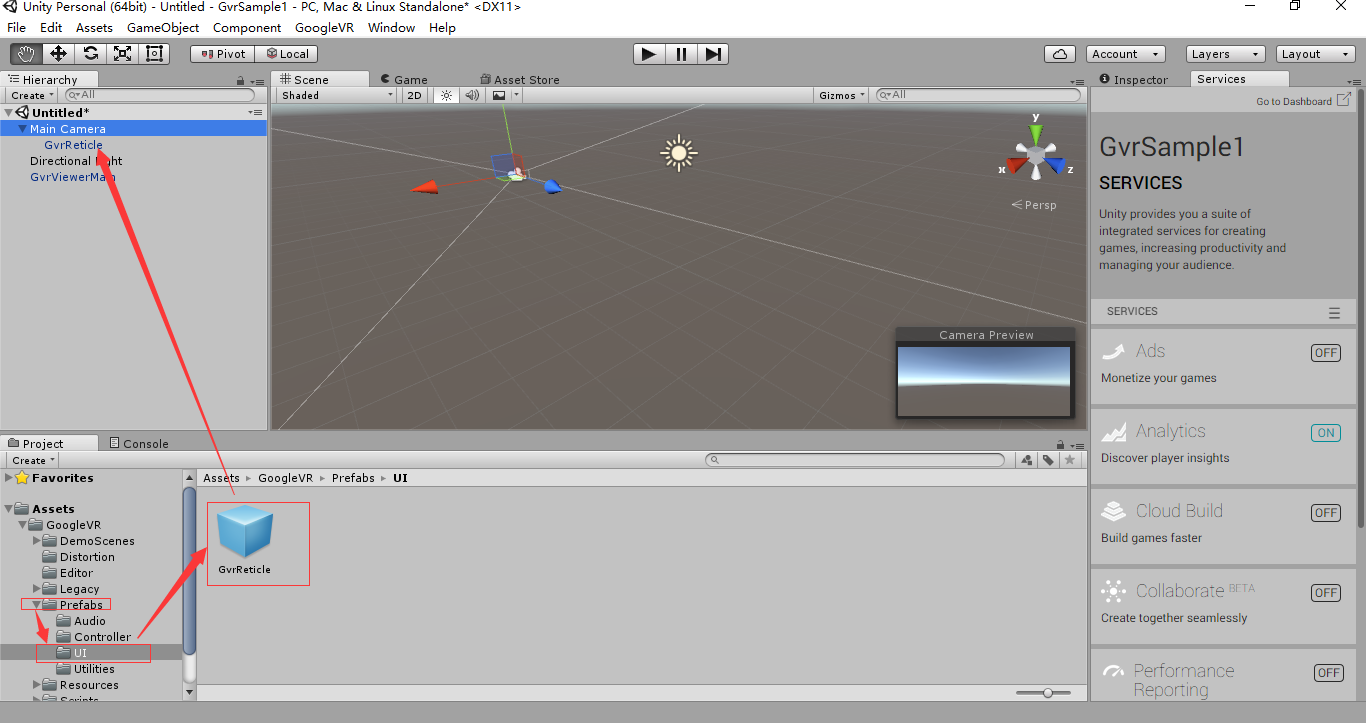 Unity Personal (64bit) - Untitled - GvrSample1 - PC, Mac & Linux Standalone* <DX11>
File Edit Assets GameObject Component GoogleVR Window Help
Pivot Local Account Layers Layout
Hierarchy
Create All
Untitled*
Main Camera
GvrReticle
Directional Light
GvrViewerMain
Scene Game Asset Store
Shaded 2D Gizmos All
y
x z
Persp
Camera Preview
Inspector Services
Go to Dashboard
GvrSample1
SERVICES
Unity provides you a suite of
integrated services for creating
games, increasing productivity and
managing your audience.
SERVICES
Ads OFF
Monetize your games
Analytics ON
Discover player insights
Cloud Build OFF
Build games faster
Collaborate BETA OFF
Create together seamlessly
Performance
Reporting OFF
Project Console
Create
Favorites
Assets
GoogleVR
DemoScenes
Distortion
Editor
Legacy
Prefabs
Audio
Controller
UI
Utilities
Resources
Scripts
Assets GoogleVR Prefabs UI
GvrReticle